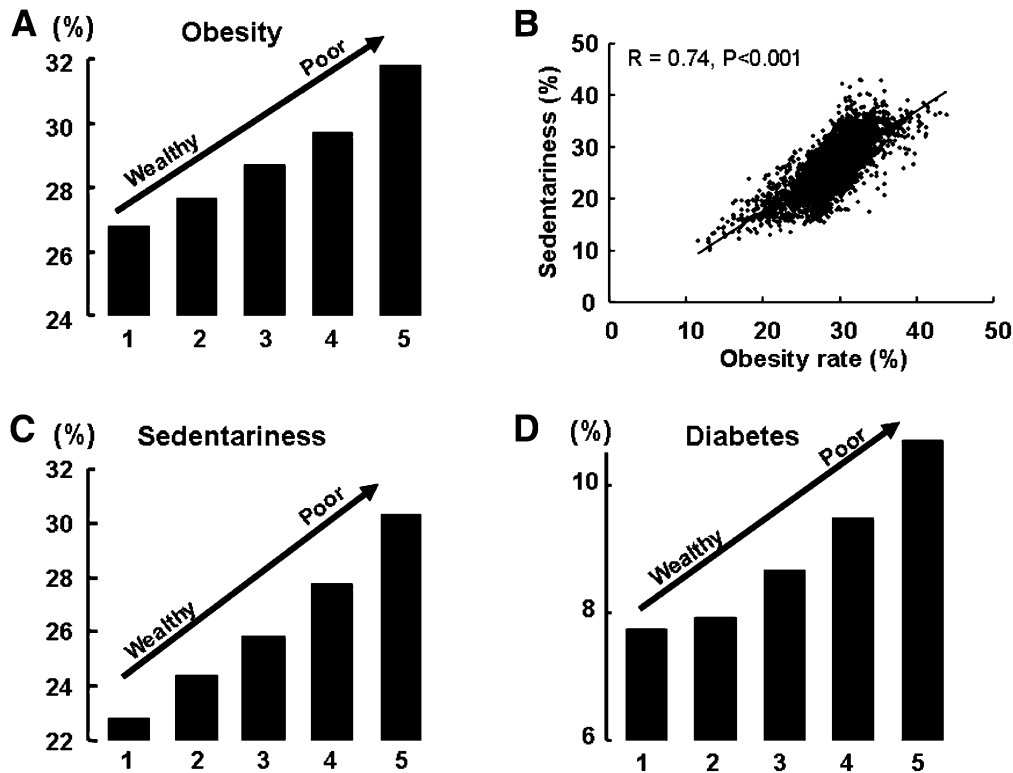 A (%) Obesity
32
30
28
26
24
Wealthy
Poor
1 2 3 4 5
B
50
40
30
20
10
0
Sedentariness (%)
R = 0.74, P<0.001
0 10 20 30 40 50
Obesity rate (%)
C (%) Sedentariness
32
30
28
26
24
22
Wealthy
Poor
1 2 3 4 5
D (%) Diabetes
10
8
6
Wealthy
Poor
1 2 3 4 5